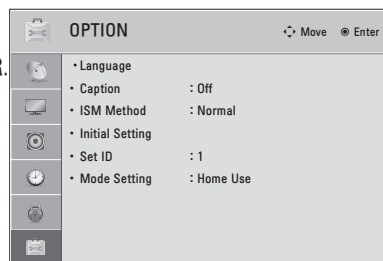 R.
OPTION Move Enter
• Language
• Caption : Off
• ISM Method : Normal
• Initial Setting
• Set ID : 1
• Mode Setting : Home Use